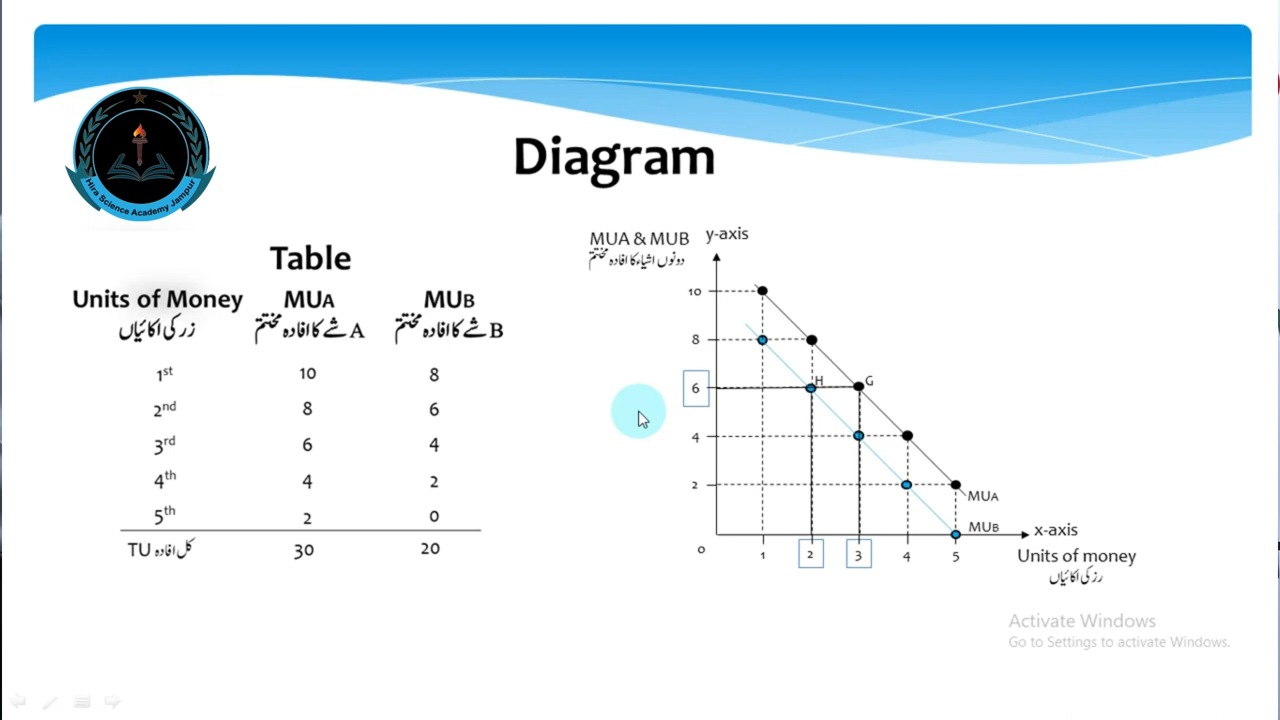 Hira Science Academy Jampur
Diagram
Table
Units of Money MUA MUB
زر کی اکائیاں A شے کا افادہ مختتم B شے کا افادہ مختتم
1st 10 8
2nd 8 6
3rd 6 4
4th 4 2
5th 2 0
TU کل افادہ 30 20
MUA & MUB y-axis
دونوں اشیاء کا افادہ مختتم
10
8
6 H G
4
2
MUA
MUB x-axis
0 1 2 3 4 5 Units of money
رز کی اکائیاں
Activate Windows
Go to Settings to activate Windows.